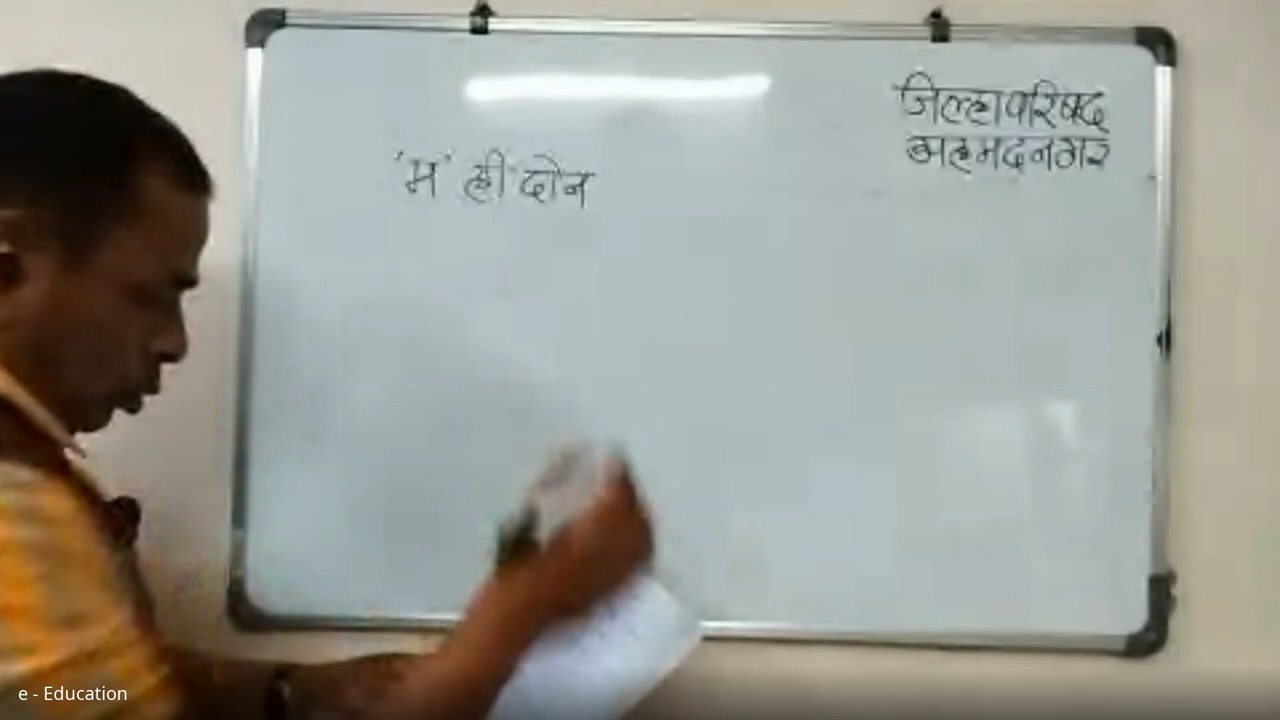 जिल्हा परिषद
अहमदनगर
'म' ही दोन
e - Education